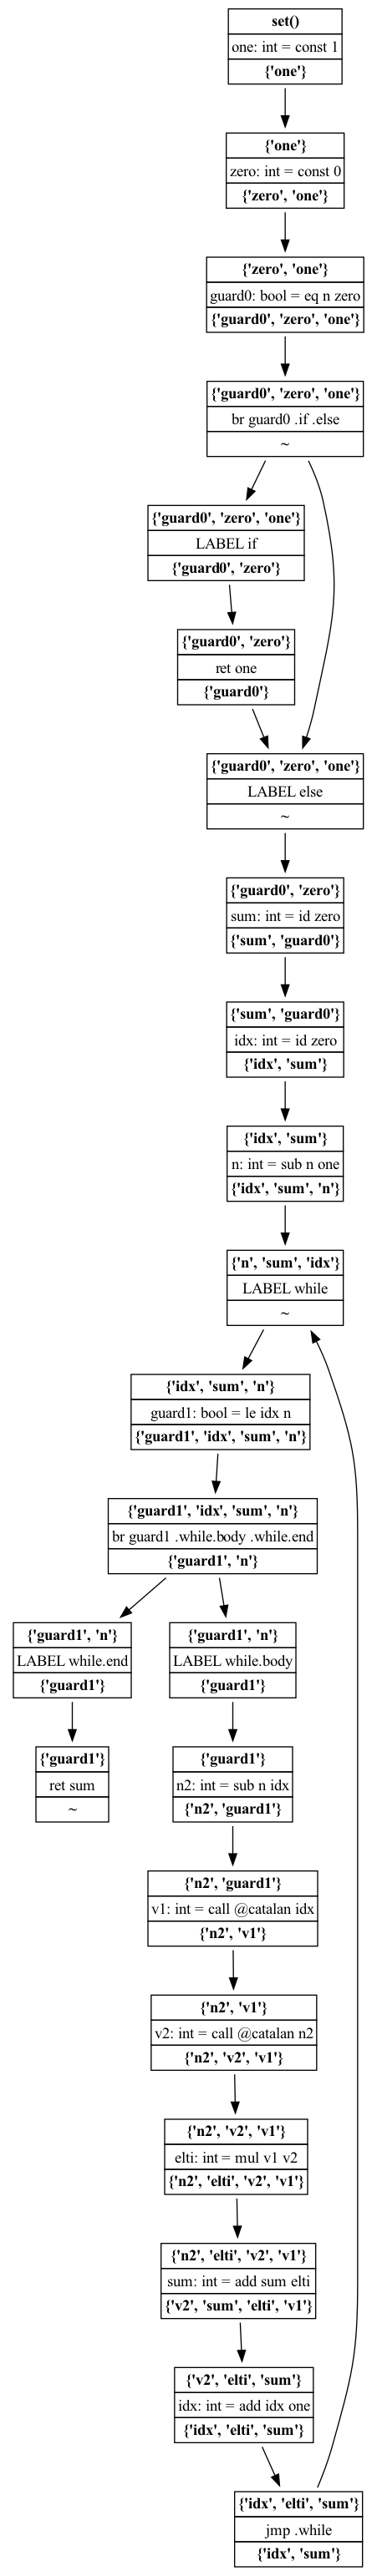 set()
one: int = const 1
{'one'}
{'one'}
zero: int = const 0
{'zero', 'one'}
{'zero', 'one'}
guard0: bool = eq n zero
{'guard0', 'zero', 'one'}
{'guard0', 'zero', 'one'}
br guard0 .if .else
~
{'guard0', 'zero', 'one'}
LABEL if
{'guard0', 'zero'}
{'guard0', 'zero'}
ret one
{'guard0'}
{'guard0', 'zero', 'one'}
LABEL else
~
{'guard0', 'zero'}
sum: int = id zero
{'sum', 'guard0'}
{'sum', 'guard0'}
idx: int = id zero
{'idx', 'sum'}
{'idx', 'sum'}
n: int = sub n one
{'idx', 'sum', 'n'}
{'n', 'sum', 'idx'}
LABEL while
~
{'idx', 'sum', 'n'}
guard1: bool = le idx n
{'guard1', 'idx', 'sum', 'n'}
{'guard1', 'idx', 'sum', 'n'}
br guard1 .while.body .while.end
{'guard1', 'n'}
{'guard1', 'n'}
LABEL while.end
{'guard1'}
{'guard1', 'n'}
LABEL while.body
{'guard1'}
{'guard1'}
ret sum
~
{'guard1'}
n2: int = sub n idx
{'n2', 'guard1'}
{'n2', 'guard1'}
v1: int = call @catalan idx
{'n2', 'v1'}
{'n2', 'v1'}
v2: int = call @catalan n2
{'n2', 'v2', 'v1'}
{'n2', 'v2', 'v1'}
elti: int = mul v1 v2
{'n2', 'elti', 'v2', 'v1'}
{'n2', 'elti', 'v2', 'v1'}
sum: int = add sum elti
{'v2', 'sum', 'elti', 'v1'}
{'v2', 'elti', 'sum'}
idx: int = add idx one
{'idx', 'elti', 'sum'}
{'idx', 'elti', 'sum'}
jmp .while
{'idx', 'sum'}